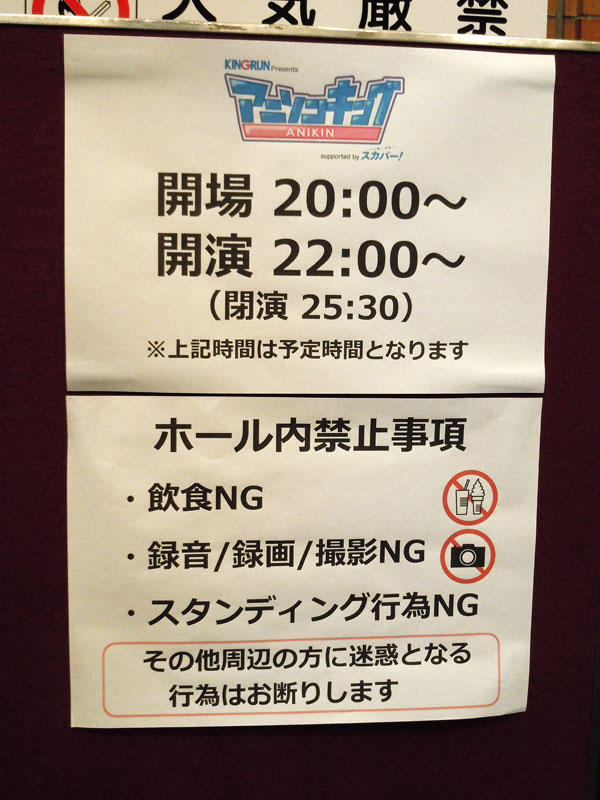 火気厳禁
KINGRUN Presents
アニソンキング
ANIKIN
supported by スカパー!
開場 20:00～
開演 22:00～
（閉演 25:30）
※上記時間は予定時間となります
ホール内禁止事項
・飲食NG
・録音/録画/撮影NG
・スタンディング行為NG
その他周辺の方に迷惑となる
行為はお断りします